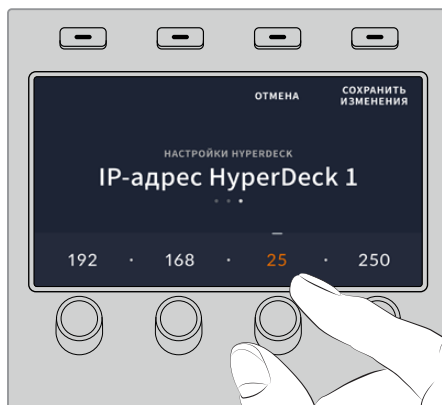 ОТМЕНА
СОХРАНИТЬ
ИЗМЕНЕНИЯ
НАСТРОЙКИ HYPERDECK
IP-адрес HyperDeck 1
192 . 168 . 25 . 250